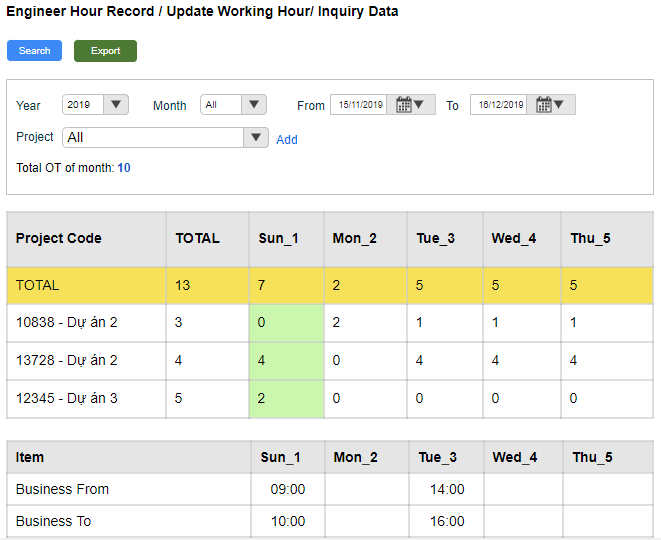 Engineer Hour Record / Update Working Hour/ Inquiry Data
Search Export
Year 2019 Month All From 15/11/2019 To 16/12/2019
Project All Add
Total OT of month: 10
Project Code TOTAL Sun_1 Mon_2 Tue_3 Wed_4 Thu_5
TOTAL 13 7 2 5 5 5
10838 - Dự án 2 3 0 2 1 1 1
13728 - Dự án 2 4 4 0 4 4 4
12345 - Dự án 3 5 2 0 0 0 0
Item Sun_1 Mon_2 Tue_3 Wed_4 Thu_5
Business From 09:00 14:00
Business To 10:00 16:00